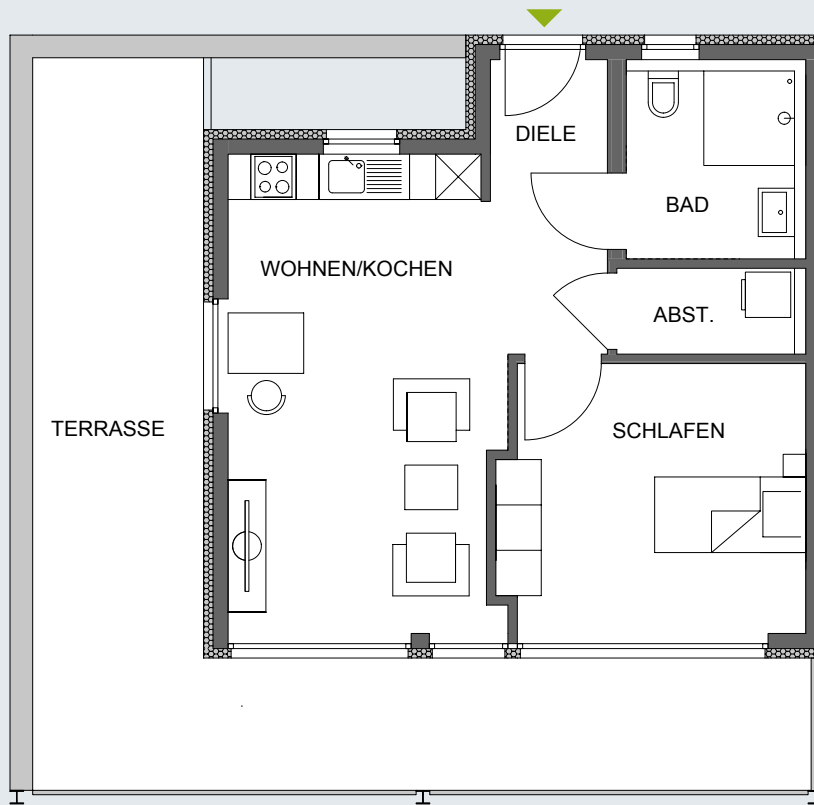 DIELE
BAD
WOHNEN/KOCHEN
ABST.
TERRASSE
SCHLAFEN